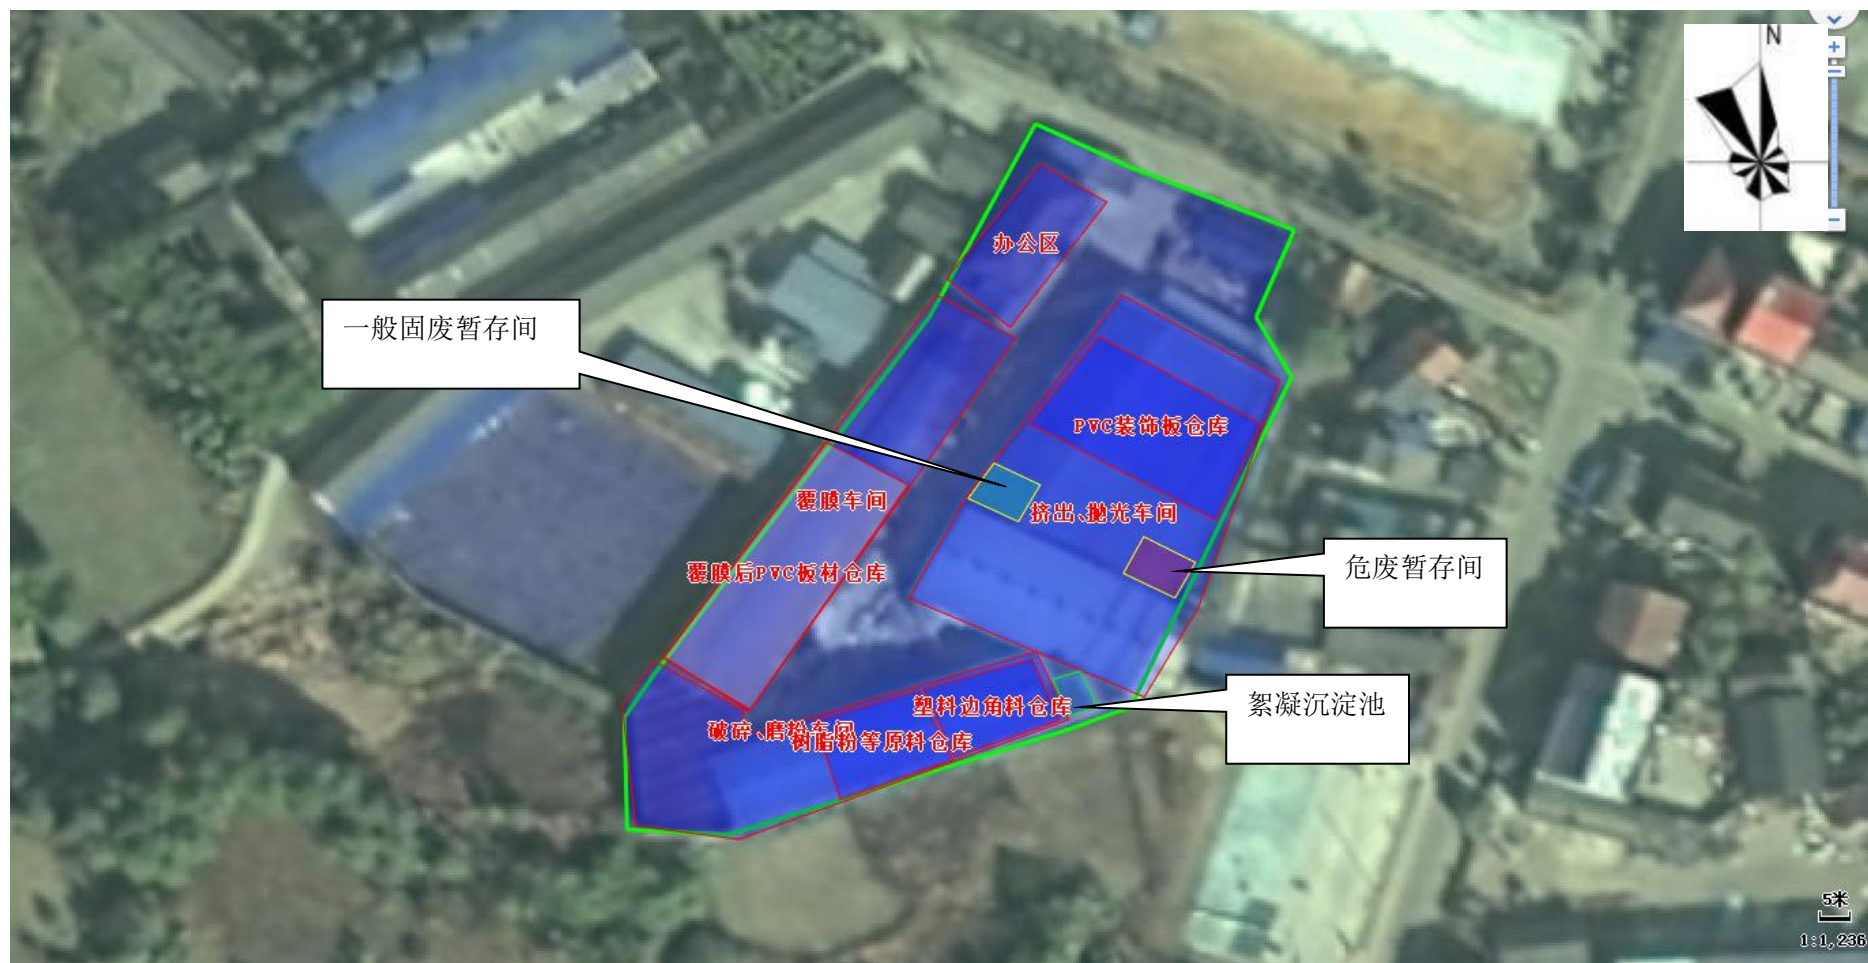 N
办公区
一般固废暂存间
PVC装饰板仓库
覆膜车间
挤出、抛光车间
危废暂存间
覆膜后PVC板材仓库
絮凝沉淀池
塑料边角料仓库
破碎、磨粉车间
树脂粉等原料仓库
5米
1:1,236